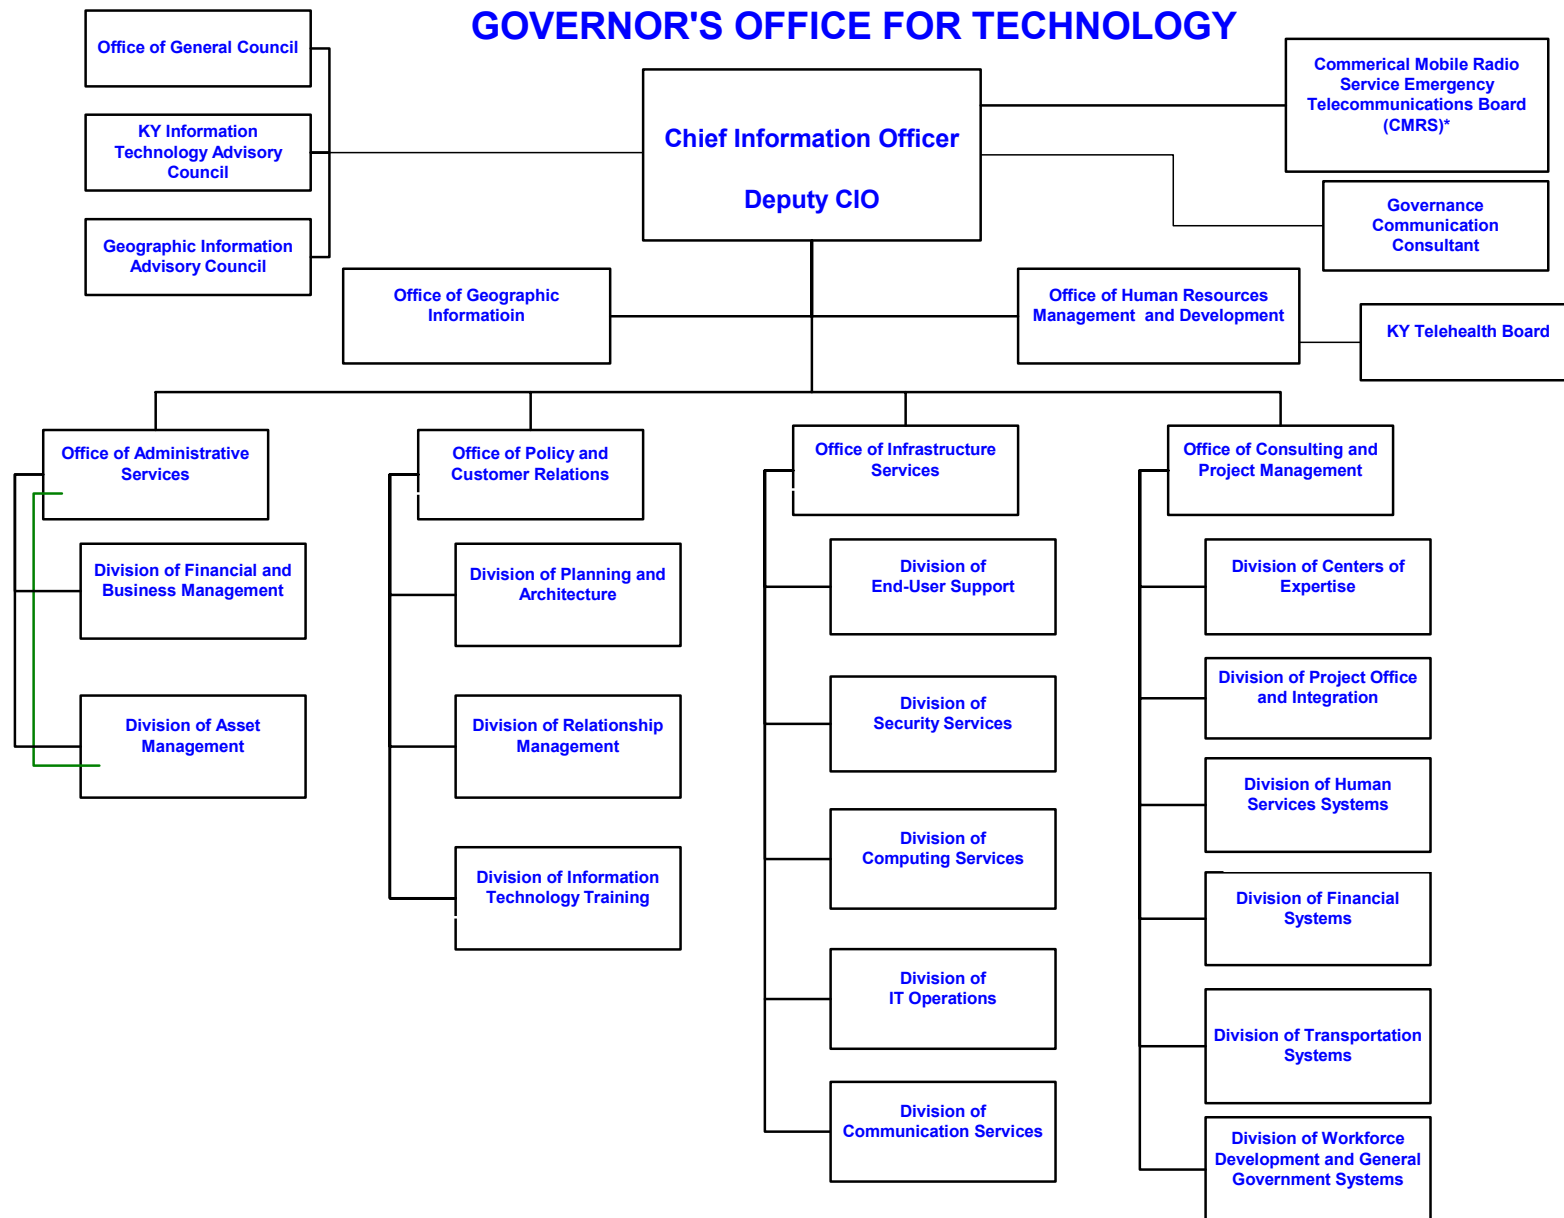 GOVERNOR'S OFFICE FOR TECHNOLOGY
Office of General Council
KY Information
Technology Advisory
Council
Geographic Information
Advisory Council
Chief Information Officer
Deputy CIO
Commerical Mobile Radio
Service Emergency
Telecommunications Board
(CMRS)*
Governance
Communication
Consultant
Office of Geographic
Informatioin
Office of Human Resources
Management and Development
KY Telehealth Board
Office of Administrative
Services
Division of Financial and
Business Management
Division of Asset
Management
Office of Policy and
Customer Relations
Division of Planning and
Architecture
Division of Relationship
Management
Division of Information
Technology Training
Office of Infrastructure
Services
Division of
End-User Support
Division of
Security Services
Division of
Computing Services
Division of
IT Operations
Division of
Communication Services
Office of Consulting and
Project Management
Division of Centers of
Expertise
Division of Project Office
and Integration
Division of Human
Services Systems
Division of Financial
Systems
Division of Transportation
Systems
Division of Workforce
Development and General
Government Systems